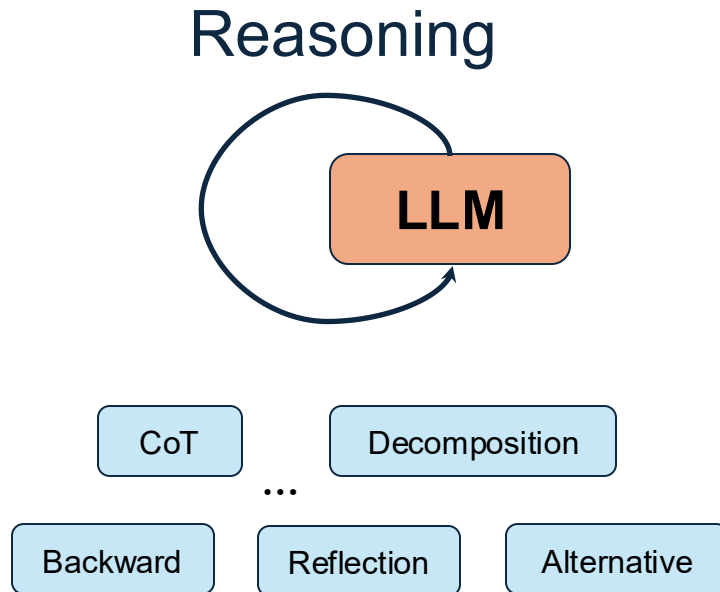 Reasoning
LLM
CoT
Decomposition
...
Backward
Reflection
Alternative